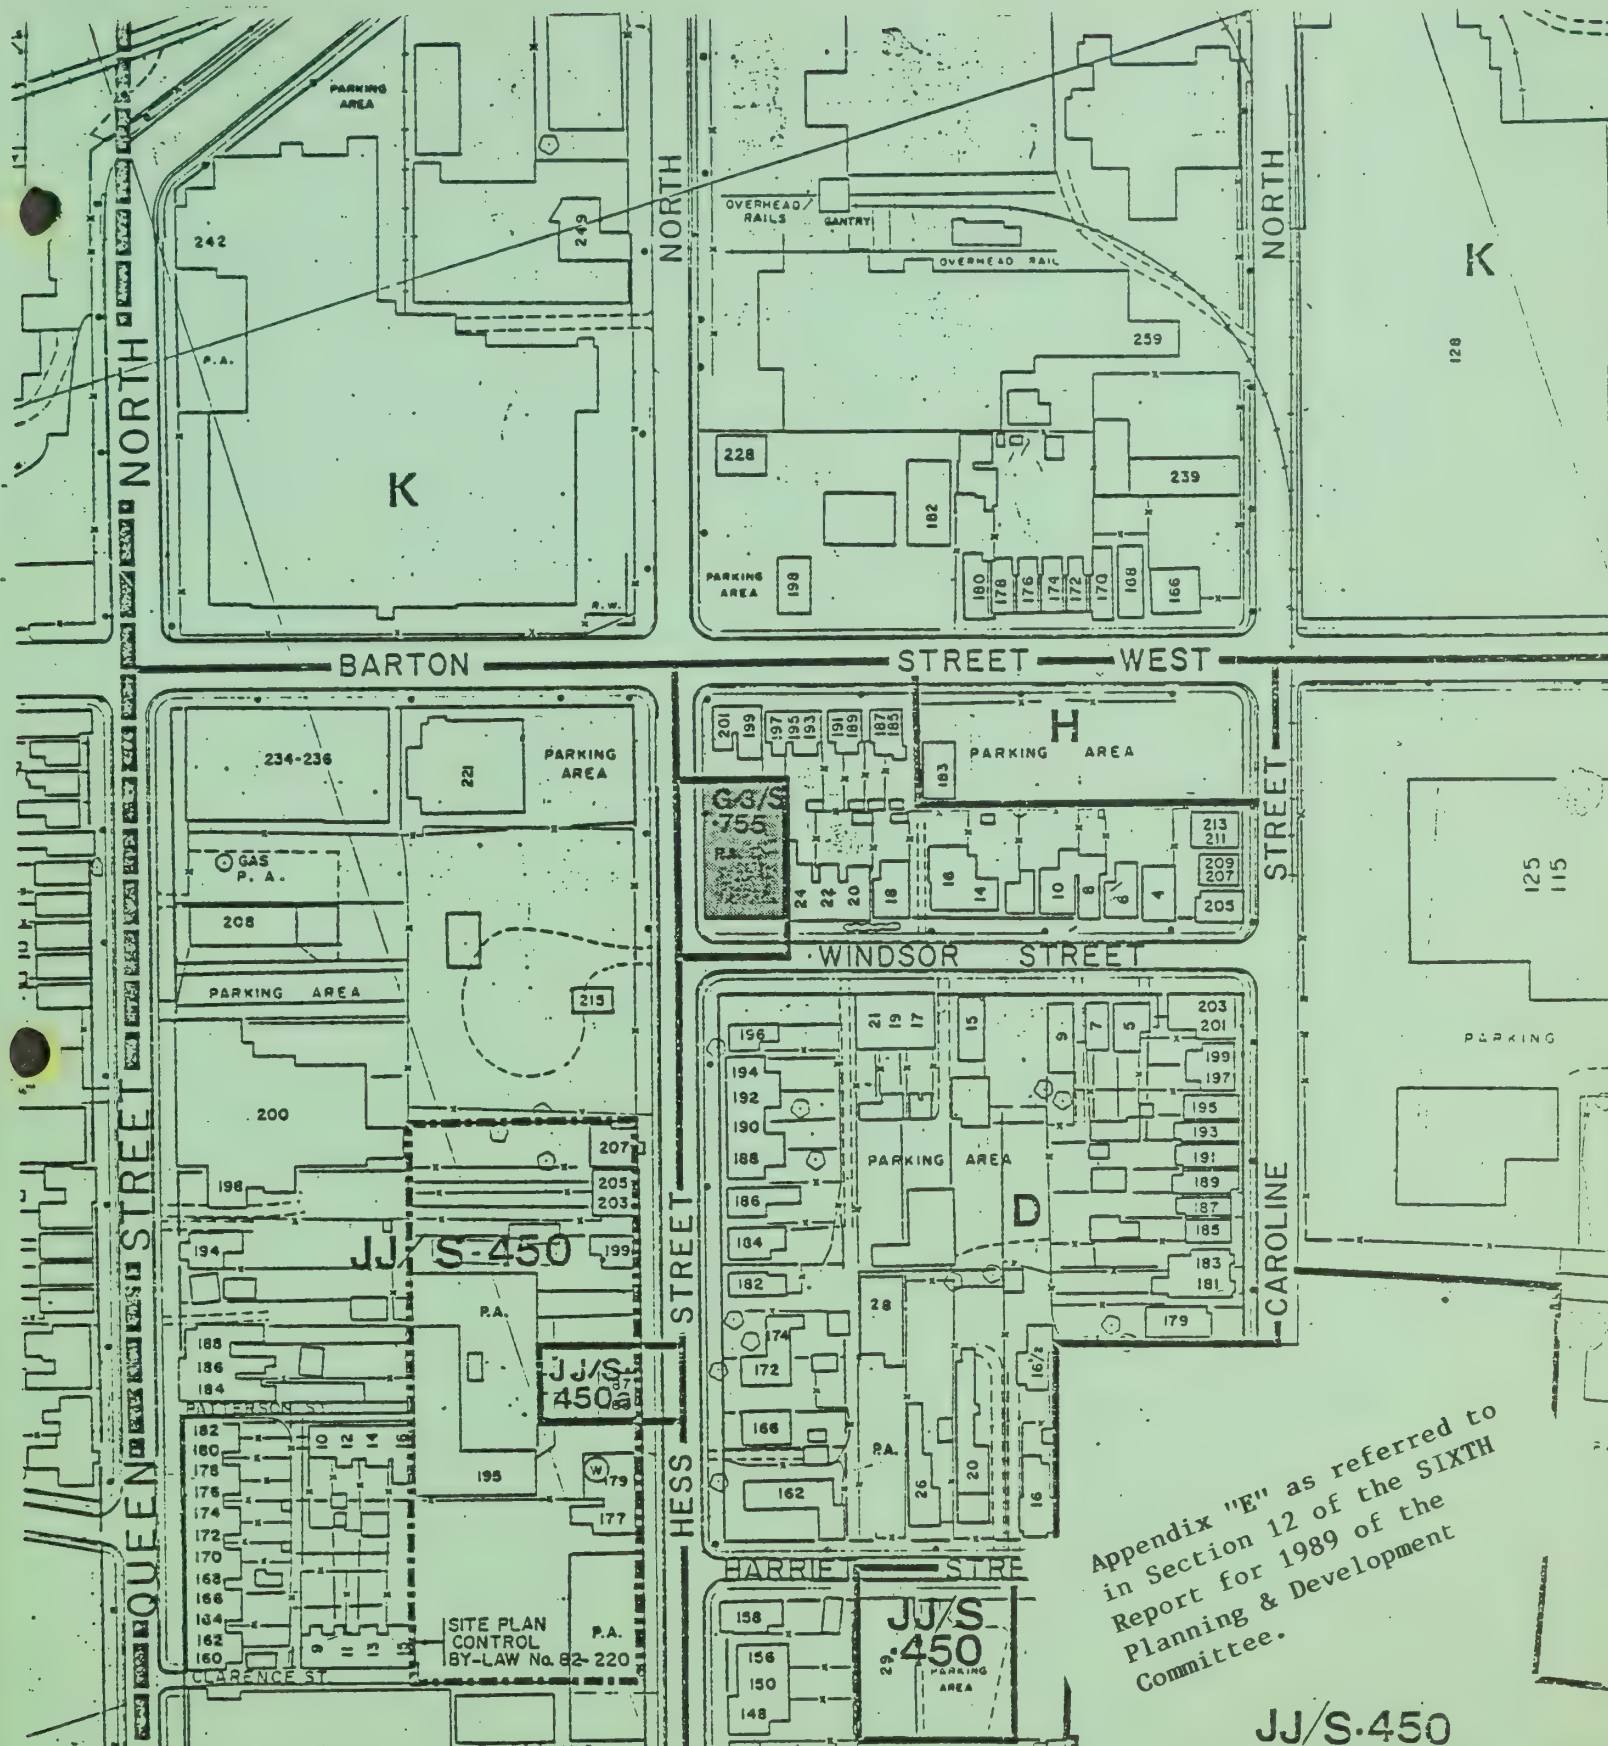 PARKING
AREA
242
249
NORTH
OVERHEAD
RAILS
GANTRY
OVERHEAD RAIL
NORTH
K
P.A.
259
128
NORTH
K
228
182
239
PARKING
AREA
198
180
178
176
174
172
170
168
166
R.W.
BARTON
STREET
WEST
234-236
221
PARKING
AREA
201
199
197
195
193
191
189
187
185
183
H
PARKING AREA
STREET
125
115
GAS
P. A.
208
24
22
20
18
16
14
10
8
6
4
213
211
209
207
205
WINDSOR STREET
PARKING AREA
215
PARKING
200
198
196
194
192
190
188
186
184
182
174
172
166
162
21
19
17
15
9
7
5
203
201
199
197
195
193
191
189
187
185
183
181
179
PARKING AREA
D
CAROLINE
207
205
203
199
194
JJ/S-450
P.A.
188
186
184
PATTERSON ST.
JJ/S-
450
STREET
HESS
28
16 1/2
P.A.
26
20
16
182
180
178
176
174
172
170
168
166
164
162
160
10
12
14
16
9
11
13
15
CLARENCE ST.
195
W
179
177
STREET
QUEEN
SITE PLAN
CONTROL
BY-LAW No. 82-220
P.A.
BARRIE
STRE
158
156
150
148
29
JJ/S
.450
PARKING
AREA
Appendix "E" as referred to
in Section 12 of the SIXTH
Report for 1989 of the
Planning & Development
Committee.
JJ/S.450